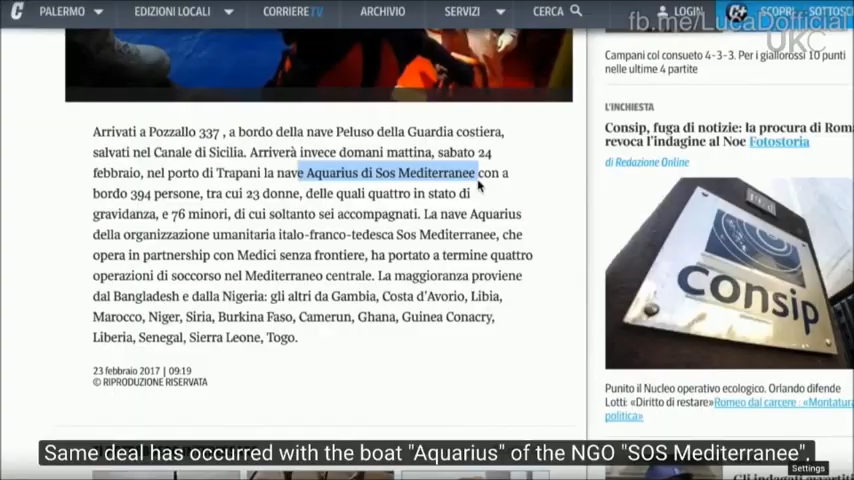 PALERMO EDIZIONI LOCALI CORRIERE TV ARCHIVIO SERVIZI CERCA LOGIN C+ SCOPRI SOTTOSC
fb.me/LucaDofficial
UKC
Campani col consueto 4-3-3. Per i giallorossi 10 punti
nelle ultime 4 partite
L'INCHIESTA
Consip, fuga di notizie: la procura di Roma
revoca l'indagine al Noe Fotostoria
di Redazione Online
consip
Punito il Nucleo operativo ecologico. Orlando difende
Lotti: «Diritto di restare»Romeo dal carcere : «Montatura
politica»
Arrivati a Pozzallo 337 , a bordo della nave Peluso della Guardia costiera,
salvati nel Canale di Sicilia. Arriverà invece domani mattina, sabato 24
febbraio, nel porto di Trapani la nave Aquarius di Sos Mediterranee con a
bordo 394 persone, tra cui 23 donne, delle quali quattro in stato di
gravidanza, e 76 minori, di cui soltanto sei accompagnati. La nave Aquarius
della organizzazione umanitaria italo-franco-tedesca Sos Mediterranee, che
opera in partnership con Medici senza frontiere, ha portato a termine quattro
operazioni di soccorso nel Mediterraneo centrale. La maggioranza proviene
dal Bangladesh e dalla Nigeria: gli altri da Gambia, Costa d'Avorio, Libia,
Marocco, Niger, Siria, Burkina Faso, Camerun, Ghana, Guinea Conacry,
Liberia, Senegal, Sierra Leone, Togo.
23 febbraio 2017 | 09:19
© RIPRODUZIONE RISERVATA
Same deal has occurred with the boat "Aquarius" of the NGO "SOS Mediterranee",
Settings